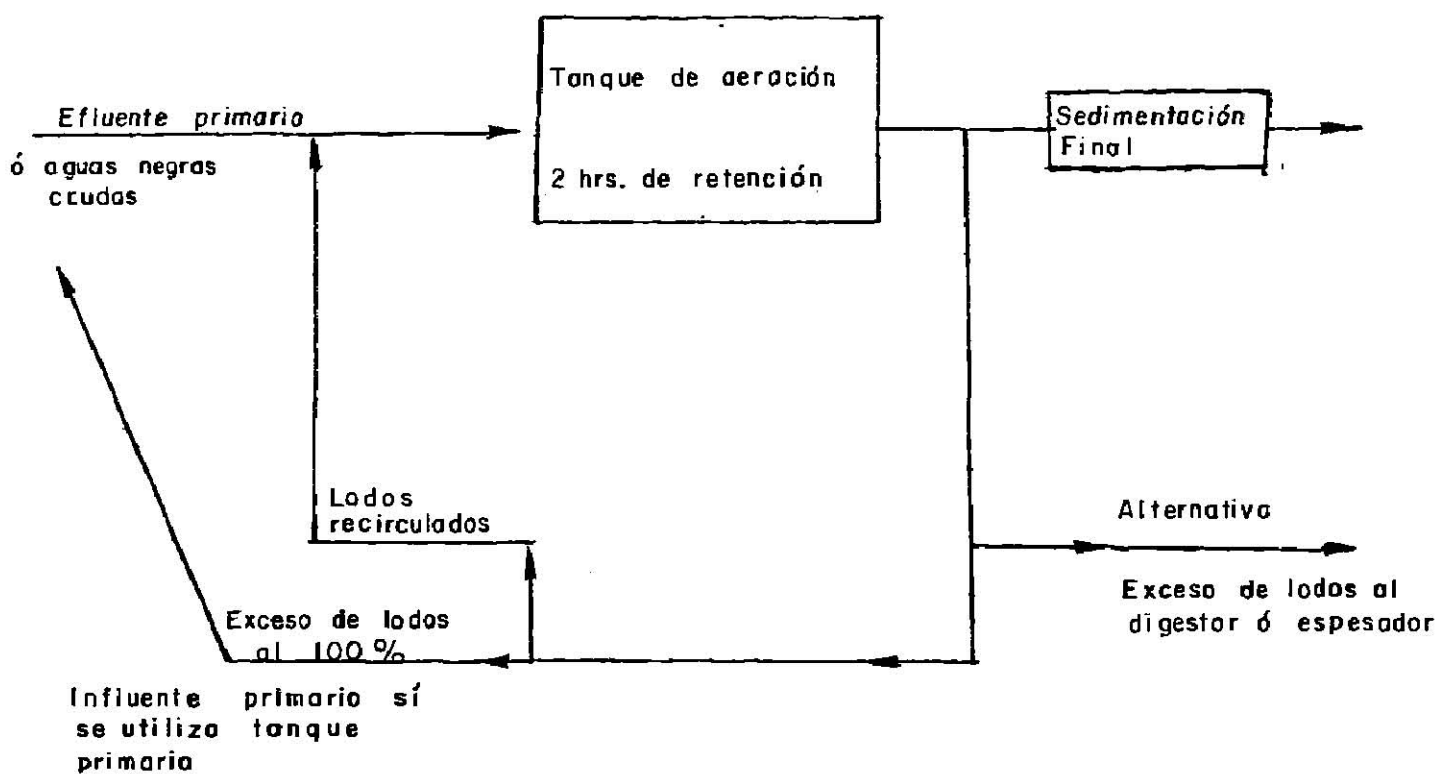 Tanque de aeración
2 hrs. de retención
Efluente primario
ó aguas negras
crudas
Sedimentación
Final
Lodos
recirculados
Alternativa
Exceso de lodos al
digestor ó espesador
Exceso de lodos
al 100 %
Influente primario sí
se utiliza tanque
primaria